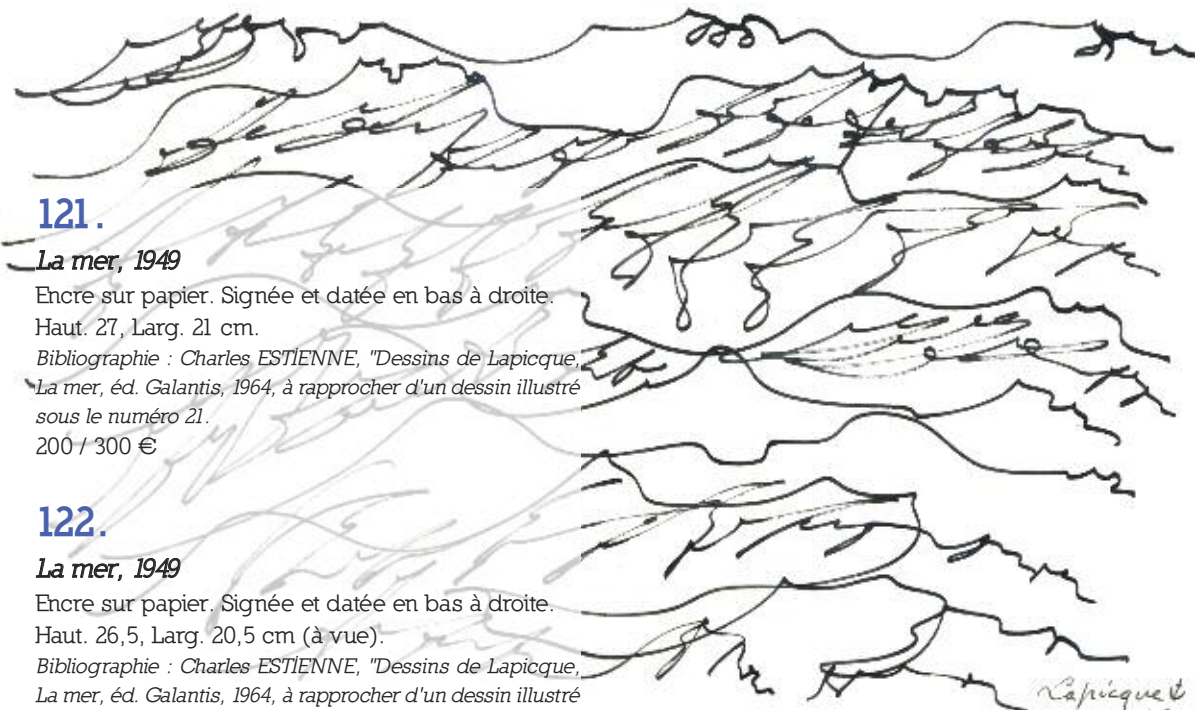 121.
La mer, 1949
Encre sur papier. Signée et datée en bas à droite.
Haut. 27, Larg. 21 cm.
Bibliographie : Charles ESTIENNE, "Dessins de Lapicque,
La mer, éd. Galantis, 1964, à rapprocher d'un dessin illustré
sous le numéro 21.
200 / 300 €
122.
La mer, 1949
Encre sur papier. Signée et datée en bas à droite.
Haut. 26,5, Larg. 20,5 cm (à vue).
Bibliographie : Charles ESTIENNE, "Dessins de Lapicque,
La mer, éd. Galantis, 1964, à rapprocher d'un dessin illustré
Lapicque